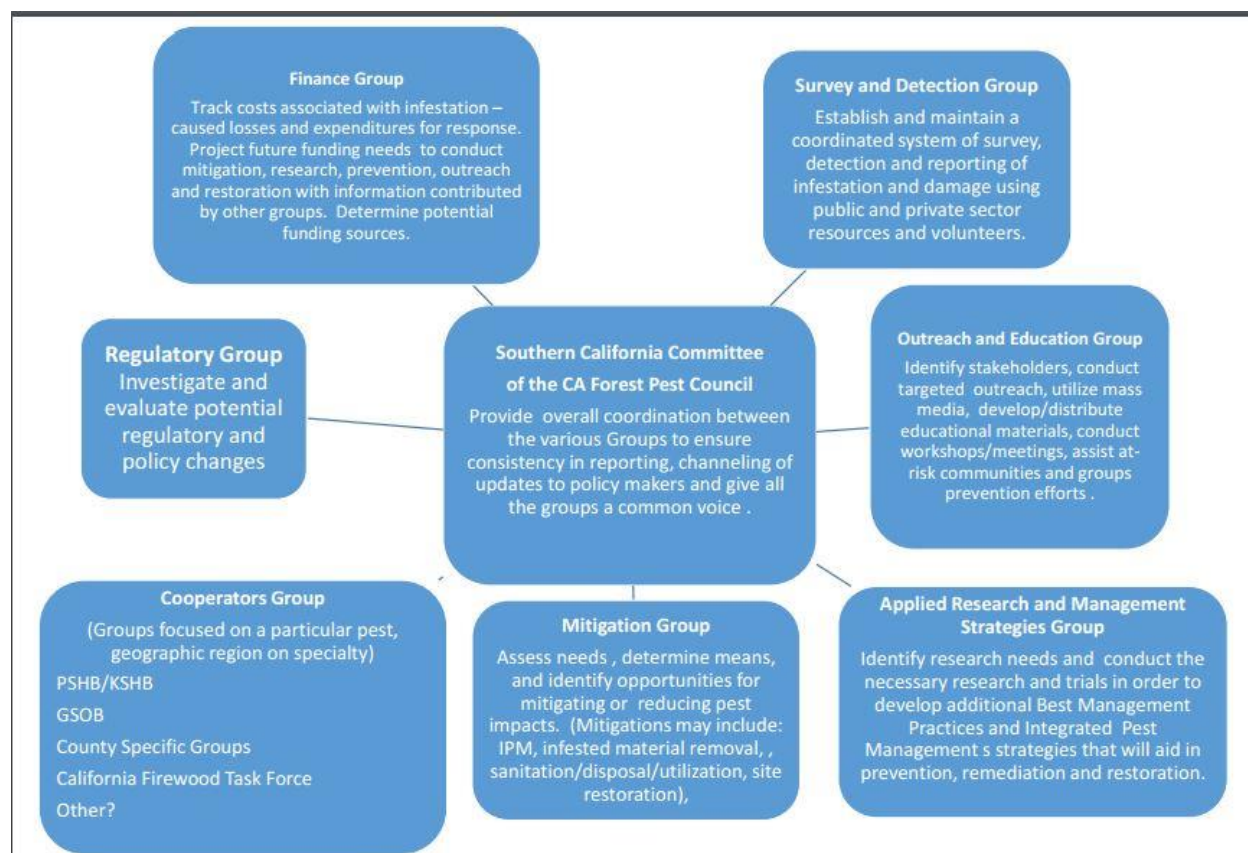 Finance Group
Track costs associated with infestation –
caused losses and expenditures for response.
Project future funding needs  to conduct
mitigation, research, prevention, outreach
and restoration with information contributed
by other groups.  Determine potential
funding sources.
Survey and Detection Group
Establish and maintain a
coordinated system of survey,
detection and reporting of
infestation and damage using
public and private sector
resources and volunteers.
Regulatory Group
Investigate and
evaluate potential
regulatory and
policy changes
Southern California Committee
of the CA Forest Pest Council
Provide  overall coordination between
the various Groups to ensure
consistency in reporting, channeling of
updates to policy makers and give all
the groups a common voice .
Outreach and Education Group
Identify stakeholders, conduct
targeted  outreach, utilize mass
media,  develop/distribute
educational materials, conduct
workshops/meetings, assist at-
risk communities and groups
prevention efforts .
Cooperators Group
(Groups focused on a particular pest,
geographic region on specialty)
PSHB/KSHB
GSOB
County Specific Groups
California Firewood Task Force
Other?
Mitigation Group
Assess needs , determine means,
and identify opportunities for
mitigating or  reducing pest
impacts.  (Mitigations may include:
IPM, infested material removal, ,
sanitation/disposal/utilization, site
restoration),
Applied Research and Management
Strategies Group
Identify research needs and  conduct the
necessary research and trials in order to
develop additional Best Management
Practices and Integrated  Pest
Management s strategies that will aid in
prevention, remediation and restoration.